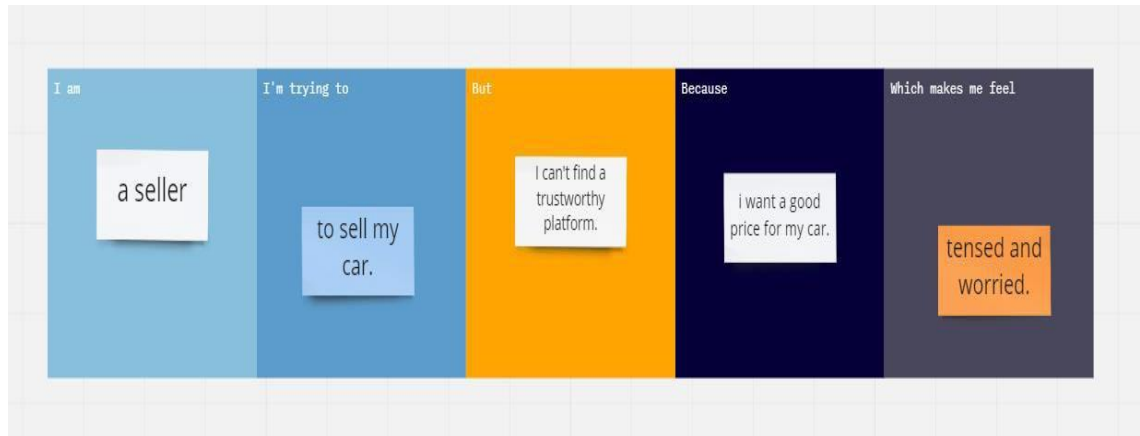 I am
a seller
I'm trying to
to sell my
car.
But
I can't find a
trustworthy
platform.
Because
i want a good
price for my car.
Which makes me feel
tensed and
worried.